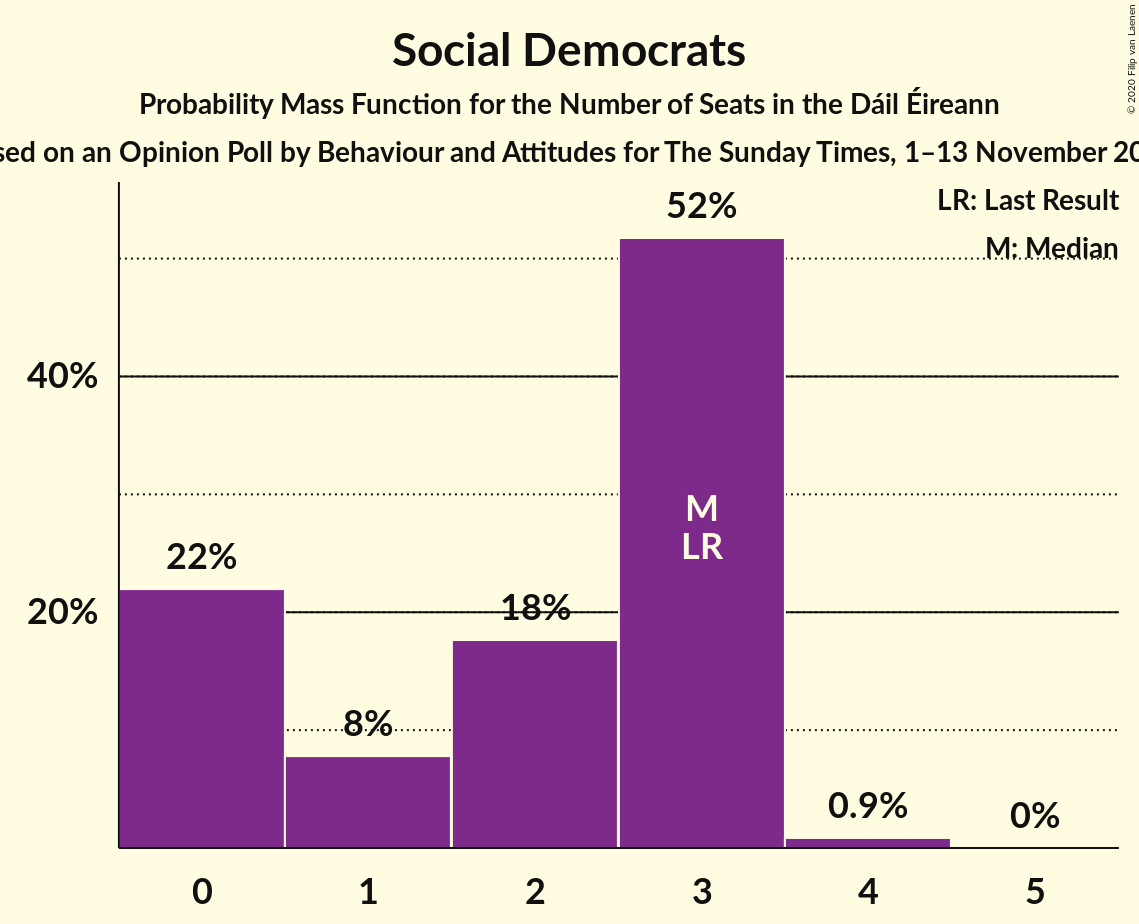 Social Democrats
Probability Mass Function for the Number of Seats in the Dáil Éireann
on an Opinion Poll by Behaviour and Attitudes for The Sunday Times, 1–13 November
© 2020 Filip van Laenen
LR: Last Result
M: Median
52%
40%
M
LR
22%
20%
18%
8%
0.9%
0%
0 1 2 3 4 5